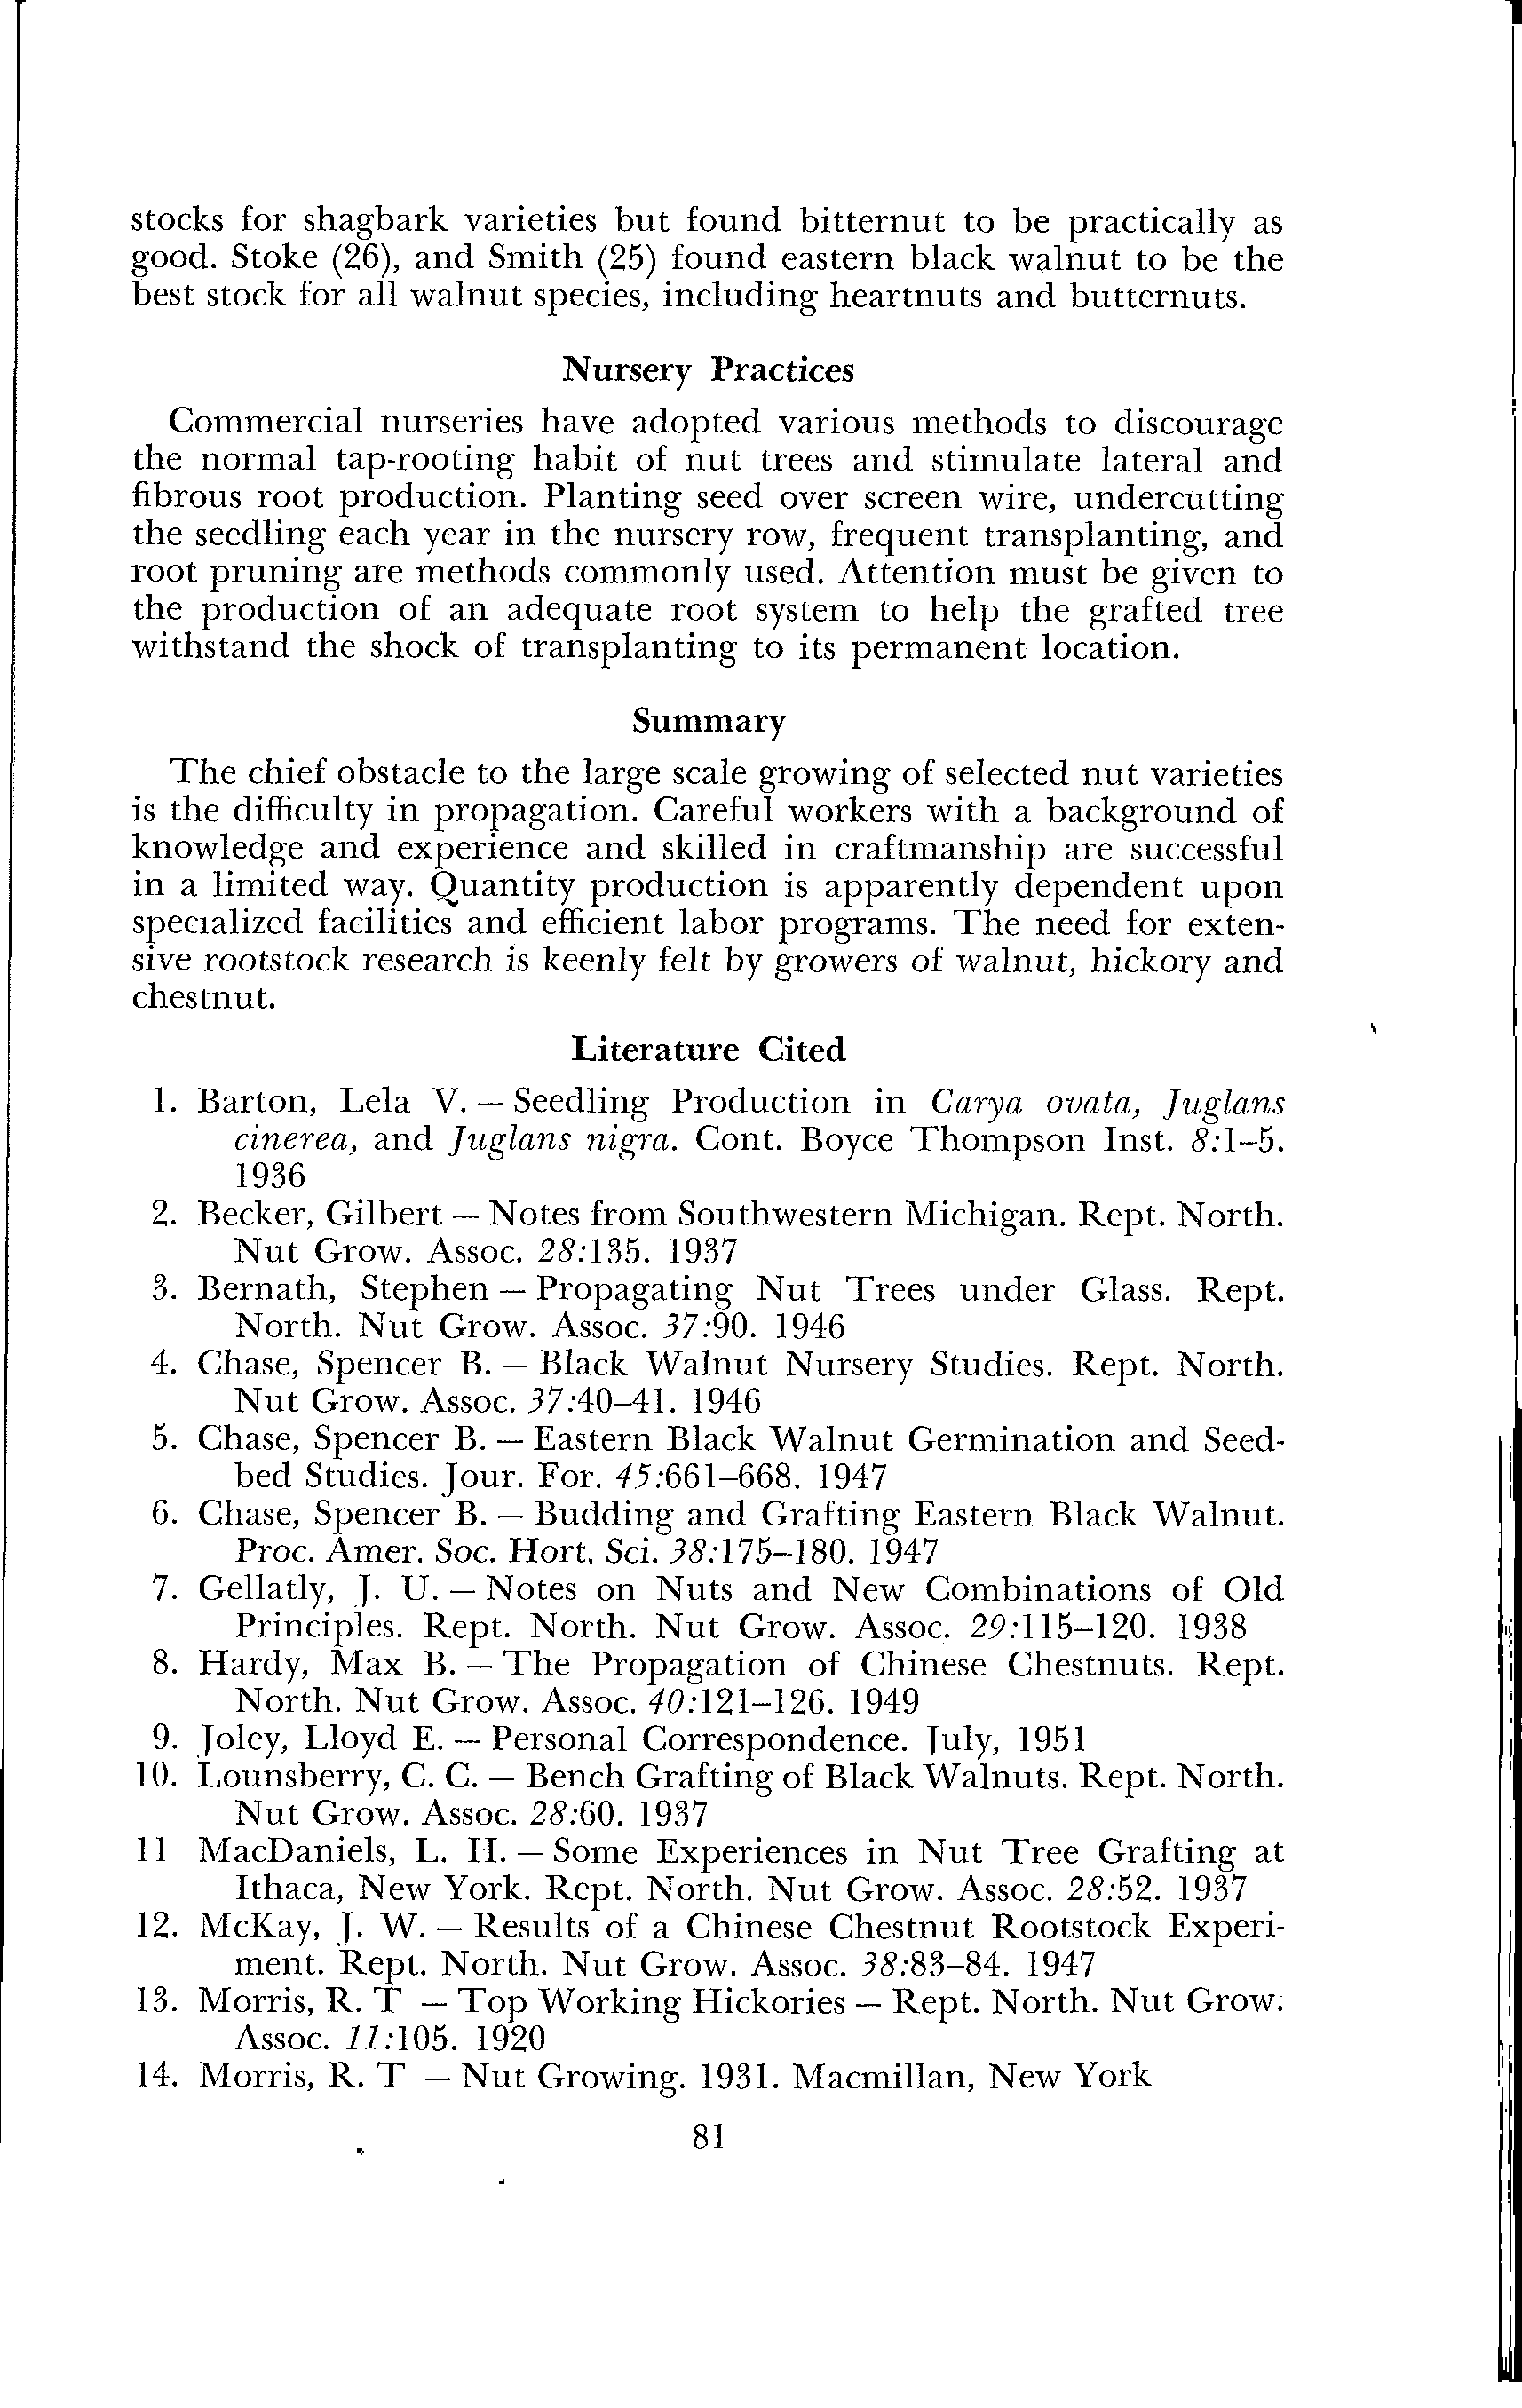 stocks for shagbark varieties but found bitternut to be practically as
good. Stoke (26), and Smith (25) found eastern black walnut to be the
best stock for all walnut species, including heartnuts and butternuts.
Nursery Practices
Commercial nurseries have adopted various methods to discourage
the normal tap-rooting habit of nut trees and stimulate lateral and
fibrous root production. Planting seed over screen wire, undercutting
the seedling each year in the nursery row, frequent transplanting, and
root pruning are methods commonly used. Attention must be given to
the production of an adequate root system to help the grafted tree
withstand the shock of transplanting to its permanent location.
Summary
The chief obstacle to the large scale growing of selected nut varieties
is the difficulty in propagation. Careful workers with a background of
knowledge and experience and skilled in craftmanship are successful
in a limited way. Quantity production is apparently dependent upon
specialized facilities and efficient labor programs. The need for exten-
sive rootstock research is keenly felt by growers of walnut, hickory and
chestnut.
Literature Cited
1. Barton, Lela V. — Seedling Production in Carya ovata, Juglans
cinerea, and Juglans nigra. Cont. Boyce Thompson Inst. 8:1–5.
1936
2. Becker, Gilbert — Notes from Southwestern Michigan. Rept. North.
Nut Grow. Assoc. 28:135. 1937
3. Bernath, Stephen — Propagating Nut Trees under Glass. Rept.
North. Nut Grow. Assoc. 37:90. 1946
4. Chase, Spencer B. — Black Walnut Nursery Studies. Rept. North.
Nut Grow. Assoc. 37:40–41. 1946
5. Chase, Spencer B. — Eastern Black Walnut Germination and Seed-
bed Studies. Jour. For. 45:661–668. 1947
6. Chase, Spencer B. — Budding and Grafting Eastern Black Walnut.
Proc. Amer. Soc. Hort. Sci. 38:175–180. 1947
7. Gellatly, J. U. — Notes on Nuts and New Combinations of Old
Principles. Rept. North. Nut Grow. Assoc. 29:115–120. 1938
8. Hardy, Max B. — The Propagation of Chinese Chestnuts. Rept.
North. Nut Grow. Assoc. 40:121–126. 1949
9. Joley, Lloyd E. — Personal Correspondence. July, 1951
10. Lounsberry, C. C. — Bench Grafting of Black Walnuts. Rept. North.
Nut Grow. Assoc. 28:60. 1937
11 MacDaniels, L. H. — Some Experiences in Nut Tree Grafting at
Ithaca, New York. Rept. North. Nut Grow. Assoc. 28:52. 1937
12. McKay, J. W. — Results of a Chinese Chestnut Rootstock Experi-
ment. Rept. North. Nut Grow. Assoc. 38:83–84. 1947
13. Morris, R. T — Top Working Hickories — Rept. North. Nut Grow.
Assoc. 11:105. 1920
14. Morris, R. T — Nut Growing. 1931. Macmillan, New York
81